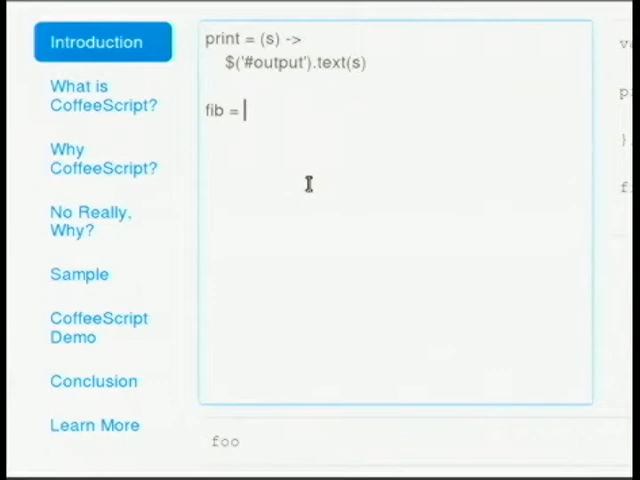 Introduction
What is
CoffeeScript?
Why
CoffeeScript?
No Really,
Why?
Sample
CoffeeScript
Demo
Conclusion
Learn More
print = (s) ->
$('#output').text(s)
fib =
foo